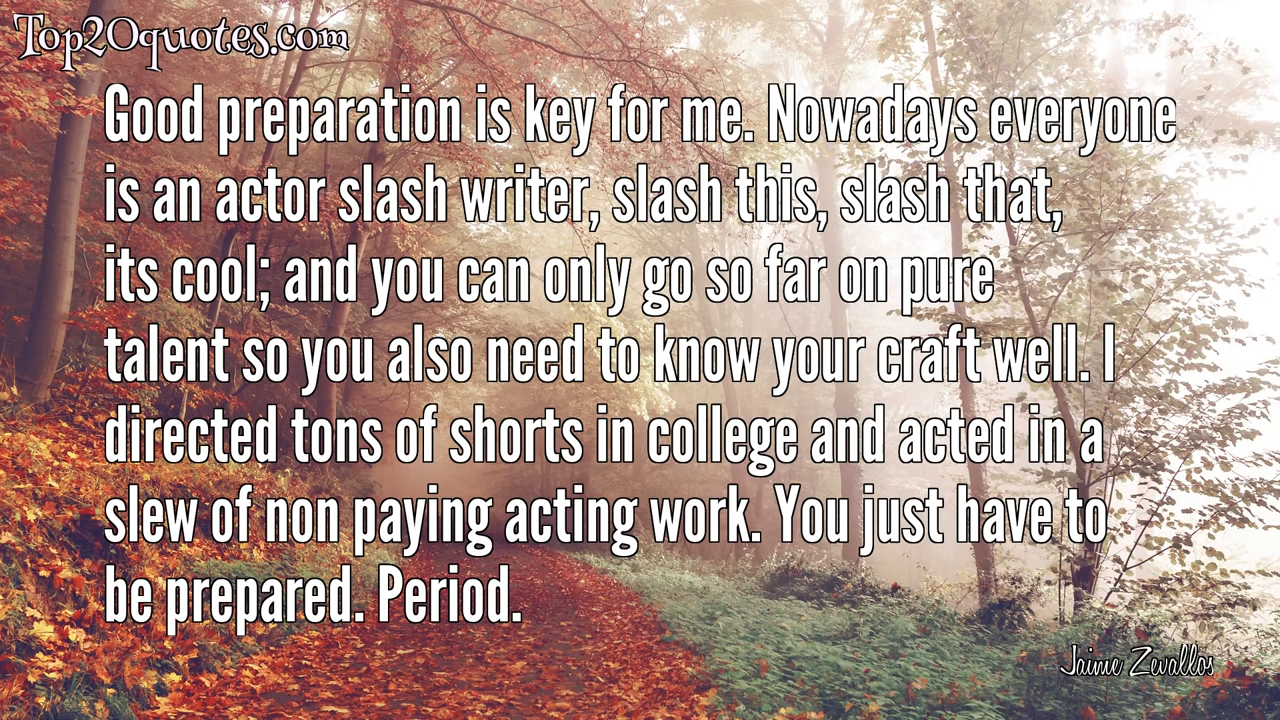 Top20quotes.com
Good preparation is key for me. Nowadays everyone
is an actor slash writer, slash this, slash that,
its cool; and you can only go so far on pure
talent so you also need to know your craft well. I
directed tons of shorts in college and acted in a
slew of non paying acting work. You just have to
be prepared. Period.
Jaime Zevallos